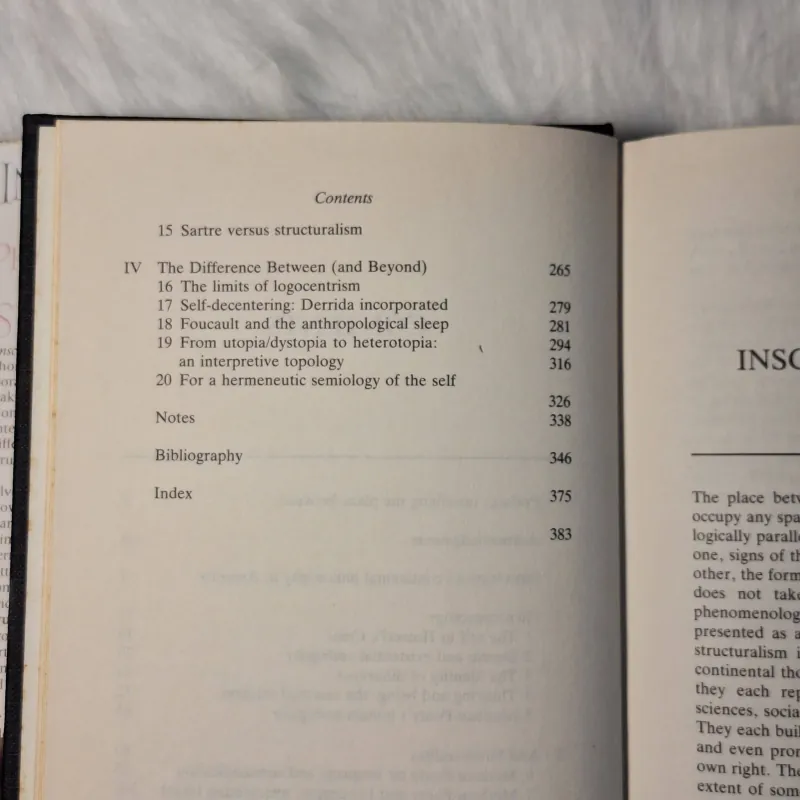 Contents
15 Sartre versus structuralism
IV The Difference Between (and Beyond) 265
16 The limits of logocentrism
17 Self-decentering: Derrida incorporated 279
18 Foucault and the anthropological sleep 281
19 From utopia/dystopia to heterotopia: 294
an interpretive topology 316
20 For a hermeneutic semiology of the self
326
Notes 338
Bibliography 346
Index 375
383
INSC
The place betw
occupy any spa
logically paralle
one, signs of th
other, the form
does not take
phenomenolog
presented as a
structuralism i
continental tho
they each rep
sciences, socia
They each buil
and even pron
own right. The
extent of som